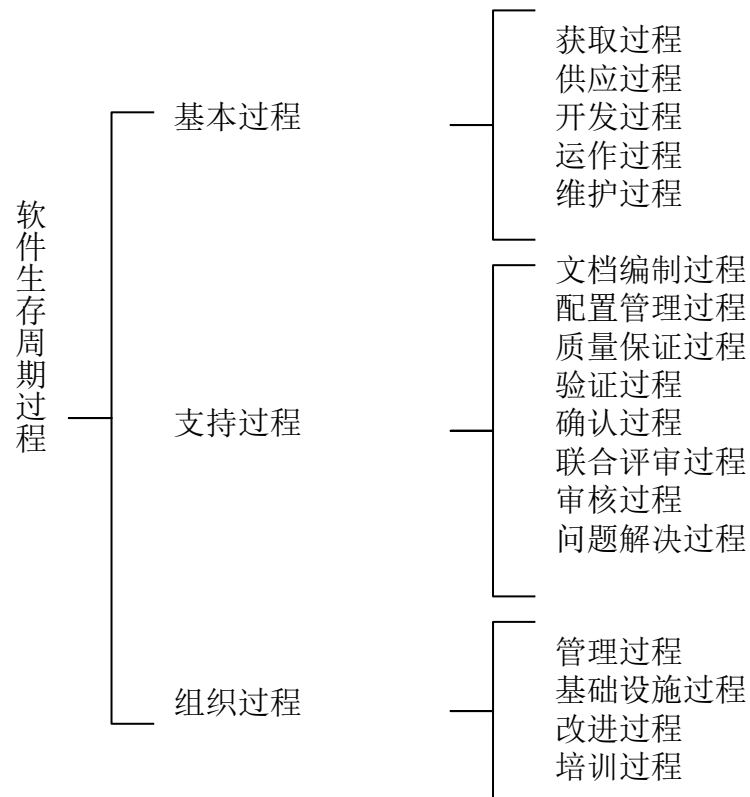 软件生存周期过程
基本过程
获取过程
供应过程
开发过程
运作过程
维护过程
支持过程
文档编制过程
配置管理过程
质量保证过程
验证过程
确认过程
联合评审过程
审核过程
问题解决过程
组织过程
管理过程
基础设施过程
改进过程
培训过程